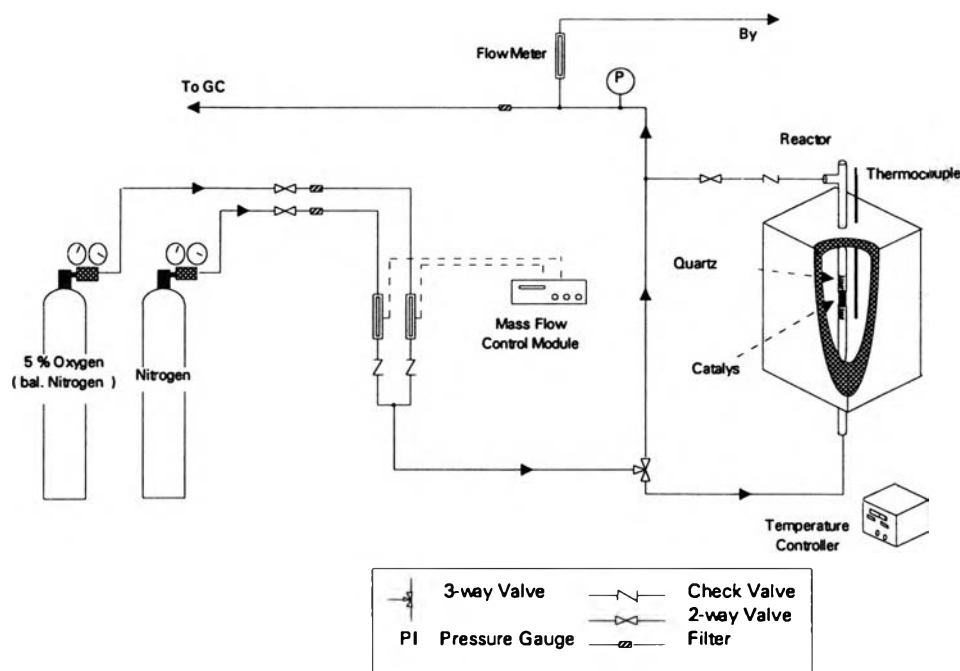 By
Flow Meter
P
To GC
Reactor
Thermocouple
Quartz
Mass Flow
Control Module
5 % Oxygen
( bal. Nitrogen )
Nitrogen
Catalys
Temperature
Controller
3-way Valve
Check Valve
2-way Valve
PI Pressure Gauge
Filter